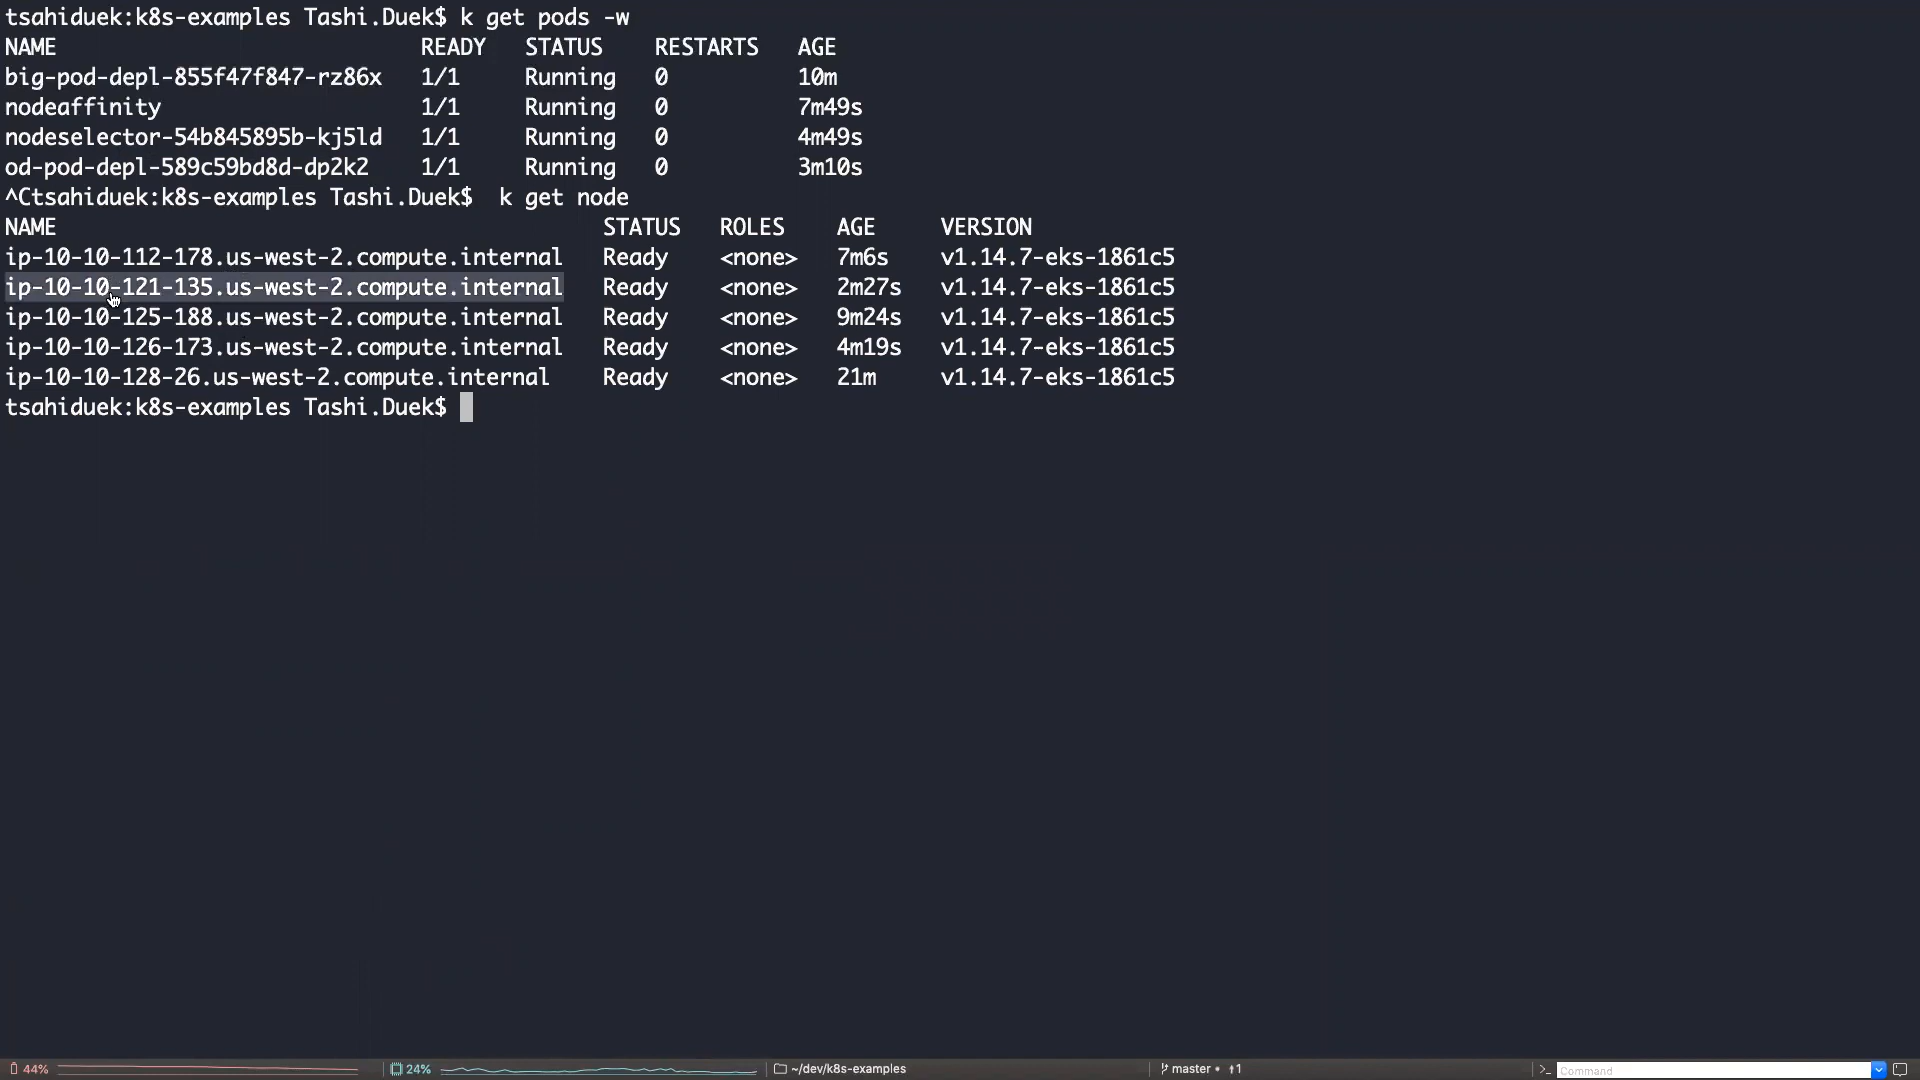 tsahiduek:k8s-examples Tashi.Duek$ k get pods -w
NAME READY STATUS RESTARTS AGE
big-pod-depl-855f47f847-rz86x 1/1 Running 0 10m
nodeaffinity 1/1 Running 0 7m49s
nodeselector-54b845895b-kj5ld 1/1 Running 0 4m49s
od-pod-depl-589c59bd8d-dp2k2 1/1 Running 0 3m10s
^Ctsahiduek:k8s-examples Tashi.Duek$  k get node
NAME STATUS ROLES AGE VERSION
ip-10-10-112-178.us-west-2.compute.internal Ready <none> 7m6s v1.14.7-eks-1861c5
ip-10-10-121-135.us-west-2.compute.internal Ready <none> 2m27s v1.14.7-eks-1861c5
ip-10-10-125-188.us-west-2.compute.internal Ready <none> 9m24s v1.14.7-eks-1861c5
ip-10-10-126-173.us-west-2.compute.internal Ready <none> 4m19s v1.14.7-eks-1861c5
ip-10-10-128-26.us-west-2.compute.internal Ready <none> 21m v1.14.7-eks-1861c5
tsahiduek:k8s-examples Tashi.Duek$
44% 24% ~/dev/k8s-examples master • ↑1 >_ Command